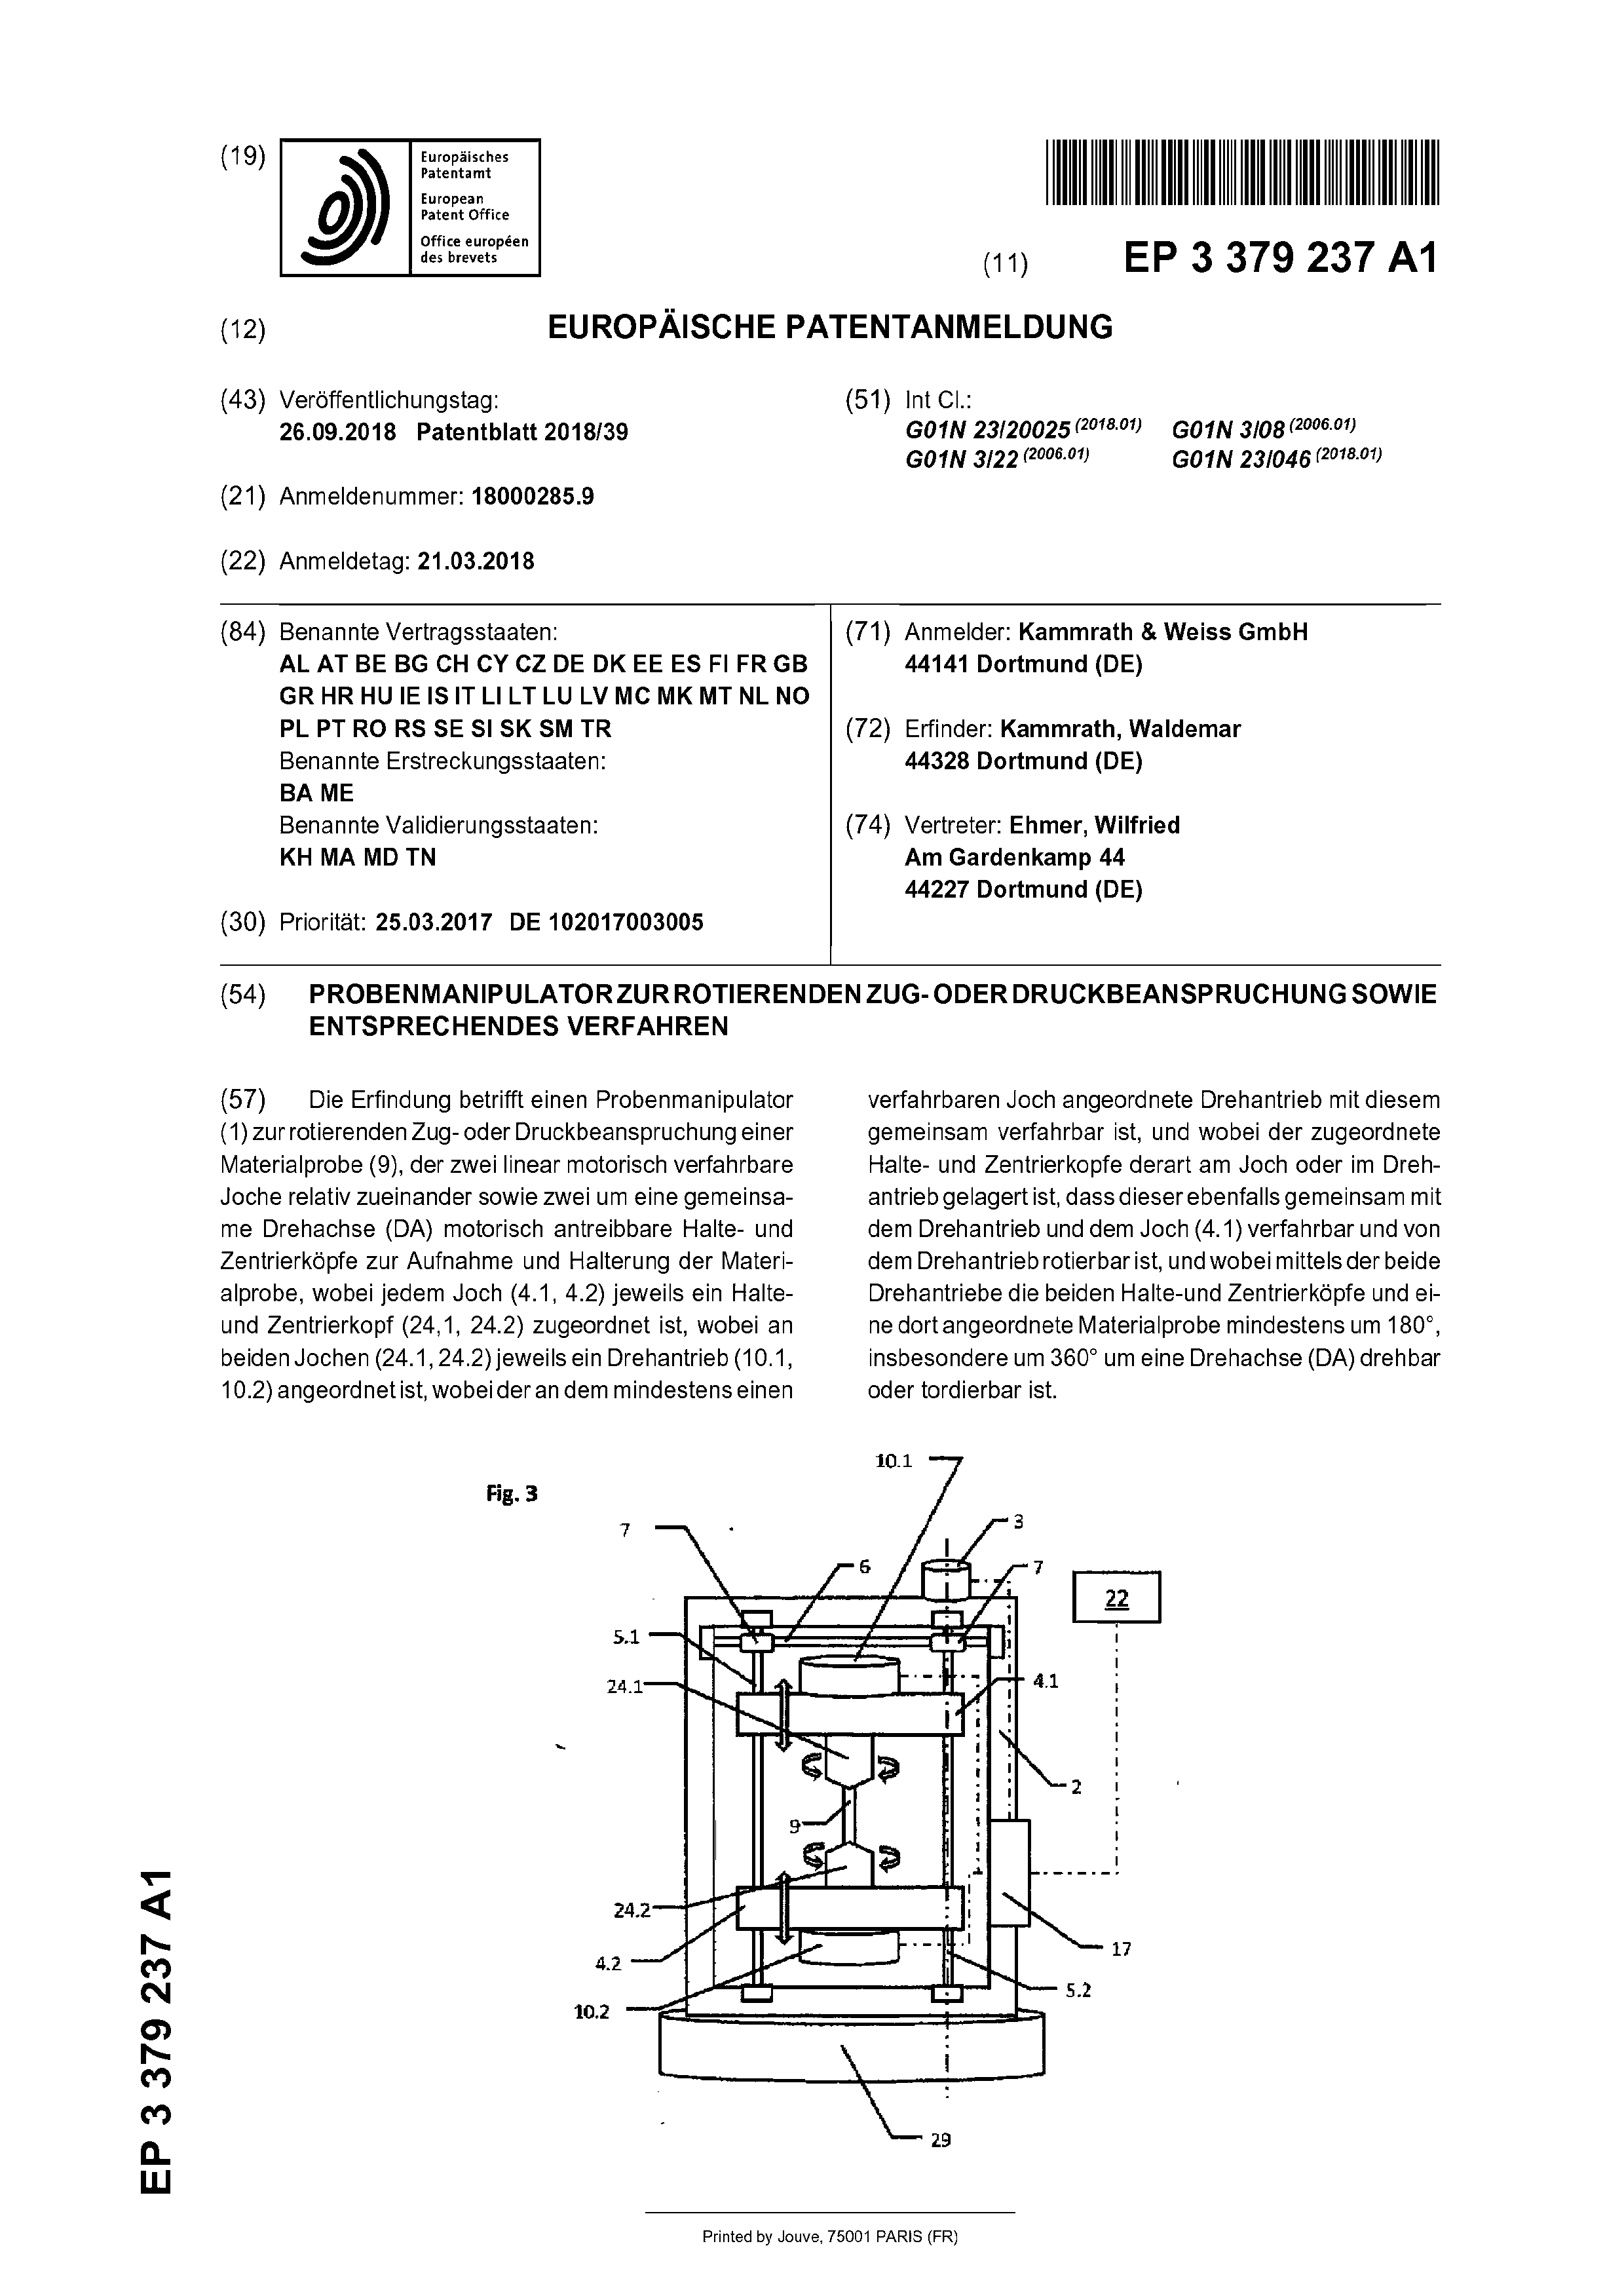 (19)
Europäisches
Patentamt
European
Patent Office
Office européen
des brevets
(11) EP 3 379 237 A1
(12) EUROPÄISCHE PATENTANMELDUNG
(43) Veröffentlichungstag:
26.09.2018 Patentblatt 2018/39
(21) Anmeldenummer: 18000285.9
(22) Anmeldetag: 21.03.2018
(51) Int Cl.:
G01N 23/20025 (2018.01) G01N 3/08 (2006.01)
G01N 3/22 (2006.01) G01N 23/046 (2018.01)
(84) Benannte Vertragsstaaten:
AL AT BE BG CH CY CZ DE DK EE ES FI FR GB
GR HR HU IE IS IT LI LT LU LV MC MK MT NL NO
PL PT RO RS SE SI SK SM TR
Benannte Erstreckungsstaaten:
BA ME
Benannte Validierungsstaaten:
KH MA MD TN
(30) Priorität: 25.03.2017 DE 102017003005
(71) Anmelder: Kammrath & Weiss GmbH
44141 Dortmund (DE)
(72) Erfinder: Kammrath, Waldemar
44328 Dortmund (DE)
(74) Vertreter: Ehmer, Wilfried
Am Gardenkamp 44
44227 Dortmund (DE)
(54) PROBENMANIPULATOR ZUR ROTIERENDEN ZUG- ODER DRUCKBEANSPRUCHUNG SOWIE
ENTSPRECHENDES VERFAHREN
(57) Die Erfindung betrifft einen Probenmanipulator
(1) zur rotierenden Zug- oder Druckbeanspruchung einer
Materialprobe (9), der zwei linear motorisch verfahrbare
Joche relativ zueinander sowie zwei um eine gemeinsa-
me Drehachse (DA) motorisch antreibbare Halte- und
Zentrierköpfe zur Aufnahme und Halterung der Materi-
alprobe, wobei jedem Joch (4.1, 4.2) jeweils ein Halte-
und Zentrierkopf (24,1, 24.2) zugeordnet ist, wobei an
beiden Jochen (24.1, 24.2) jeweils ein Drehantrieb (10.1,
10.2) angeordnet ist, wobei der an dem mindestens einen
verfahrbaren Joch angeordnete Drehantrieb mit diesem
gemeinsam verfahrbar ist, und wobei der zugeordnete
Halte- und Zentrierkopfe derart am Joch oder im Dreh-
antrieb gelagert ist, dass dieser ebenfalls gemeinsam mit
dem Drehantrieb und dem Joch (4.1) verfahrbar und von
dem Drehantrieb rotierbar ist, und wobei mittels der beide
Drehantriebe die beiden Halte-und Zentrierköpfe und ei-
ne dort angeordnete Materialprobe mindestens um 180°,
insbesondere um 360° um eine Drehachse (DA) drehbar
oder tordierbar ist.
Fig. 3
10.1
7
3
6
7
22
5.1
24.1
4.1
2
9
24.2
4.2
17
5.2
10.2
29
EP 3 379 237 A1
Printed by Jouve, 75001 PARIS (FR)